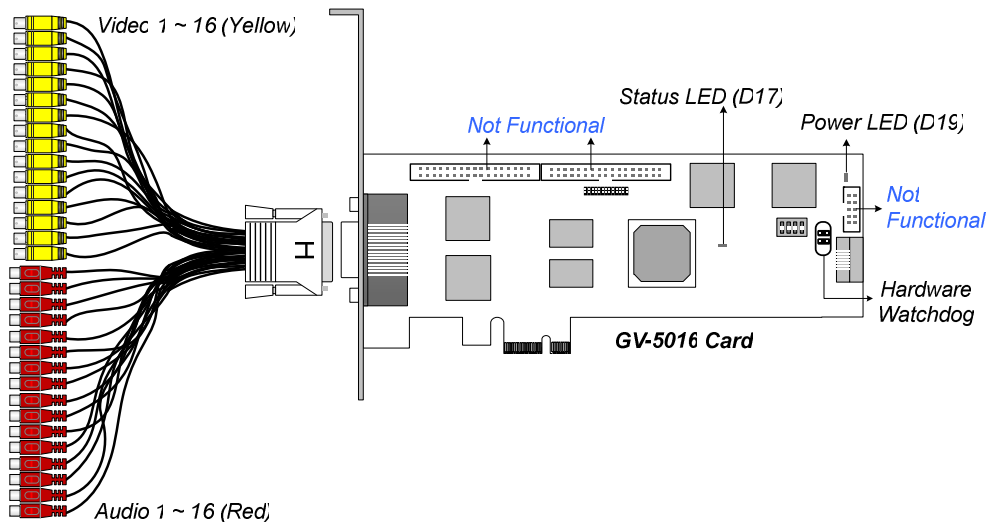 Video 1 ~ 16 (Yellow)
Status LED (D17)
Not Functional
Power LED (D19)
Not
Functional
H
Hardware
Watchdog
GV-5016 Card
Audio 1 ~ 16 (Red)